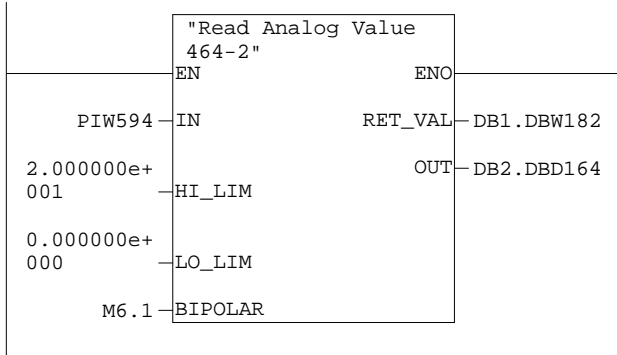 "Read Analog Value
464-2"
EN ENO
PIW594 IN RET_VAL DB1.DBW182
2.000000e+ OUT DB2.DBD164
001 HI_LIM
0.000000e+
000 LO_LIM
M6.1 BIPOLAR